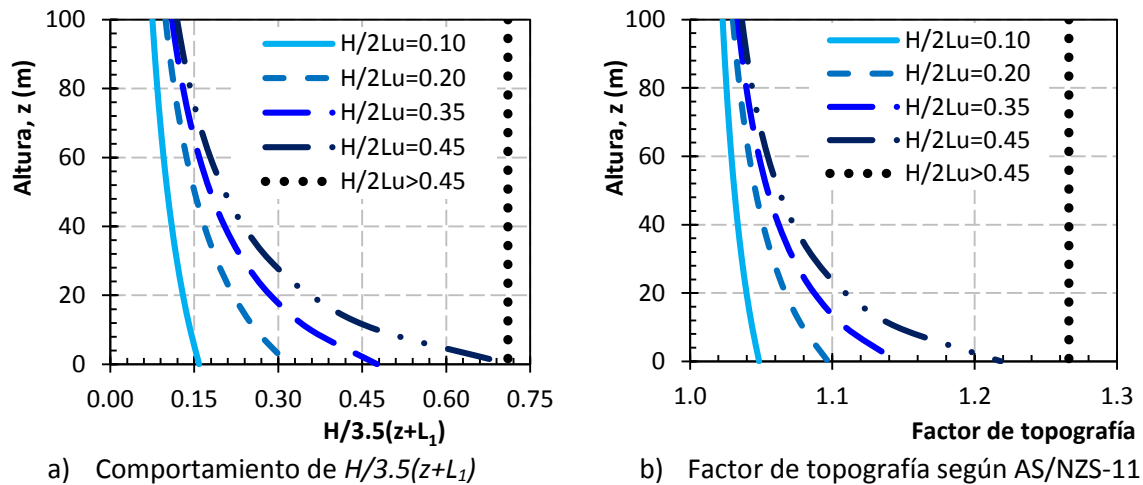 Altura, z (m)
100
80
60
40
20
0
H/2Lu=0.10
H/2Lu=0.20
H/2Lu=0.35
H/2Lu=0.45
H/2Lu>0.45
0.00 0.15 0.30 0.45 0.60 0.75
H/3.5(z+L₁)
a) Comportamiento de H/3.5(z+L₁)
Altura, z (m)
100
80
60
40
20
0
H/2Lu=0.10
H/2Lu=0.20
H/2Lu=0.35
H/2Lu=0.45
H/2Lu>0.45
1.0 1.1 1.2 1.3
Factor de topografía
b) Factor de topografía según AS/NZS-11